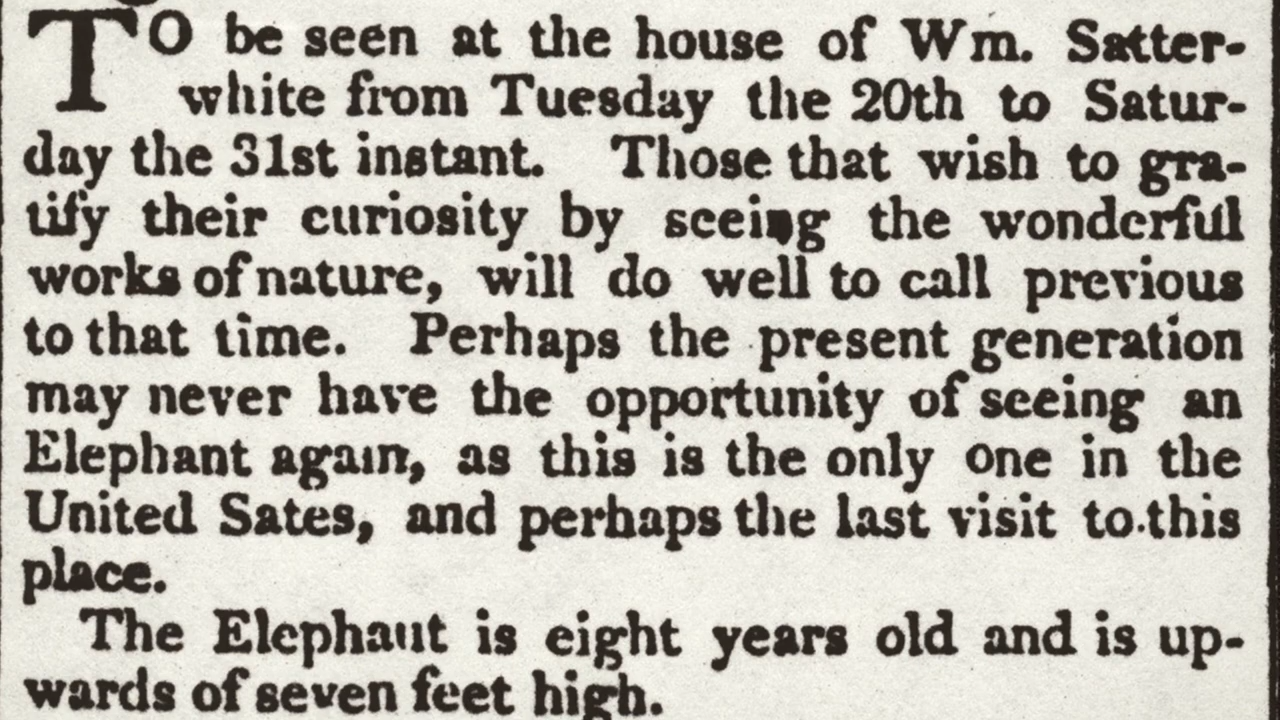 TO be seen at the house of Wm. Satter-
white from Tuesday the 20th to Satur-
day the 31st instant. Those that wish to gra-
tify their curiosity by seeing the wonderful
works of nature, will do well to call previous
to that time. Perhaps the present generation
may never have the opportunity of seeing an
Elephant again, as this is the only one in the
United Sates, and perhaps the last visit to this
place.
The Elephaut is eight years old and is up-
wards of seven feet high.